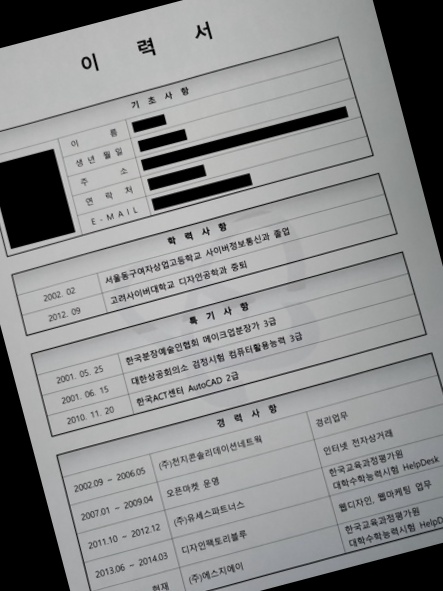 이 력 서
기 초 사 항
이 름
생 년 월 일
주 소
연 락 처
E - M A I L
학 력 사 항
2002. 02 서울동구여자상업고등학교 사이버정보통신과 졸업
2012. 09 고려사이버대학교 디자인공학과 중퇴
특 기 사 항
2001. 05. 25 한국분장예술인협회 메이크업분장가 3급
2001. 06. 15 대한상공회의소 검정시험 컴퓨터활용능력 3급
2010. 11. 20 한국ACT센터 AutoCAD 2급
경 력 사 항
2002.09 ~ 2006.05 (주)천지콘솔리데이션네트웍 경리업무
2007.01 ~ 2009.04 오픈마켓 운영 인터넷 전자상거래
2011.10 ~ 2012.12 (주)유세스파트너스 한국교육과정평가원
대학수학능력시험 HelpDesk
2013.06 ~ 2014.03 디자인팩토리블루 웹디자인, 웹마케팅 업무
현재 (주)에스지에이 한국교육과정평가원
대학수학능력시험 HelpD